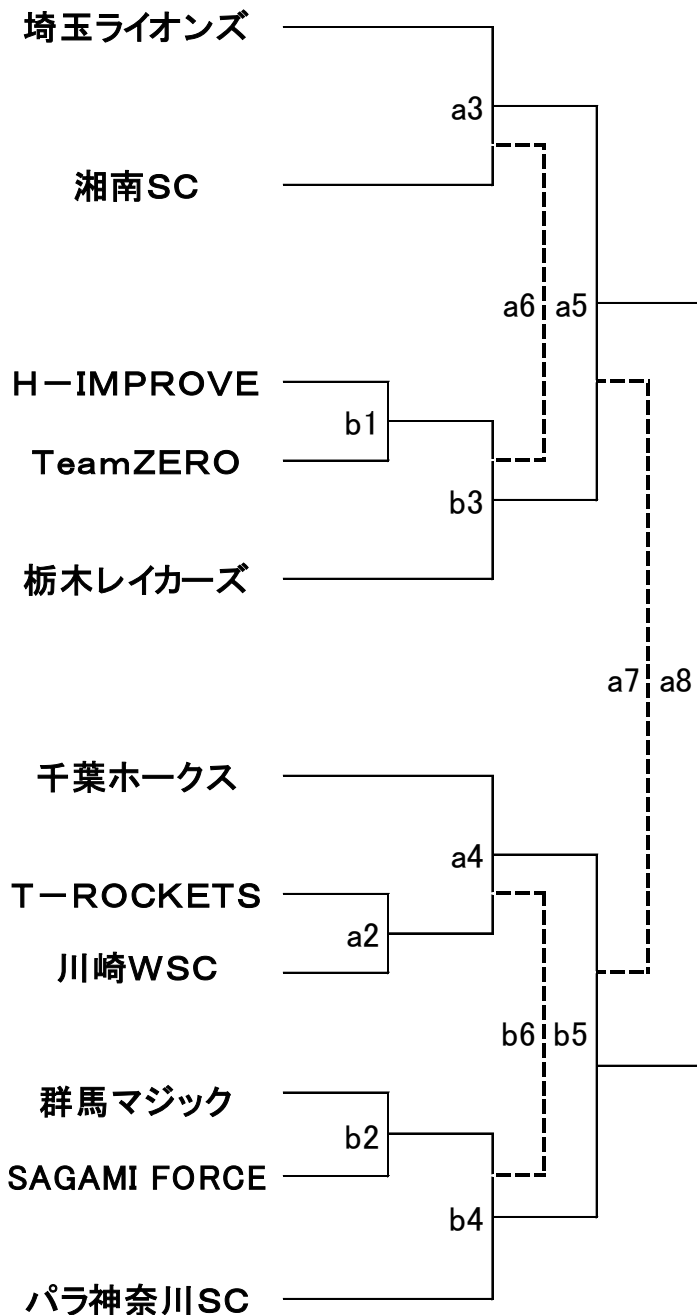 埼玉ライオンズ
a3
湘南SC
a6 a5
H－IMPROVE
b1
TeamZERO
b3
栃木レイカーズ
a7 a8
千葉ホークス
a4
T－ROCKETS
a2
川崎WSC
b6 b5
群馬マジック
b2
SAGAMI FORCE
b4
パラ神奈川SC